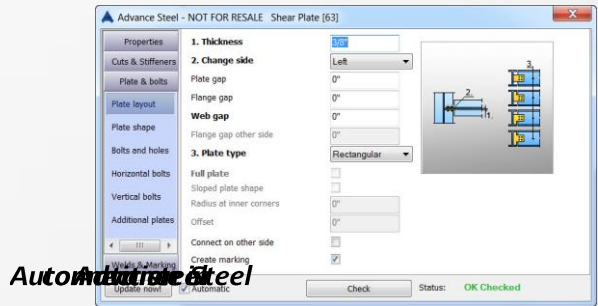 Advance Steel - NOT FOR RESALE Shear Plate [63]
Properties
Cuts & Stiffeners
Plate & bolts
Plate layout
Plate shape
Bolts and holes
Horizontal bolts
Vertical bolts
Additional plates
Welds & Marking
Update now!
1. Thickness 3/8"
2. Change side Left
Plate gap 0"
Flange gap 0"
Web gap 0"
Flange gap other side 0"
3. Plate type Rectangular
Full plate
Sloped plate shape
Radius at inner corners 0"
Offset 0"
Connect on other side
Create marking
2.
1.
3.
Automatic
Check
Status: OK Checked